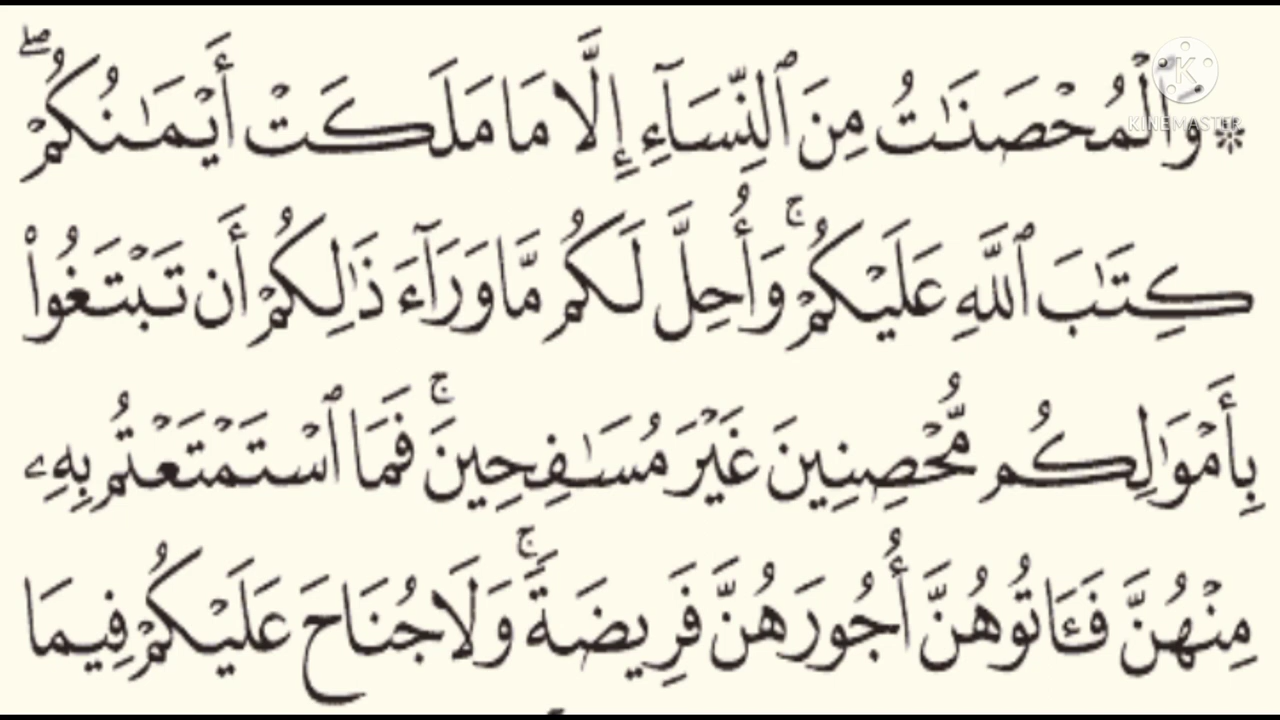 ۞ وَٱلْمُحْصَنَـٰتُ مِنَ ٱلنِّسَآءِ إِلَّا مَا مَلَكَتْ أَيْمَـٰنُكُمْ ۖ
كِتَـٰبَ ٱللَّهِ عَلَيْكُمْ ۚ وَأُحِلَّ لَكُم مَّا وَرَآءَ ذَٰلِكُمْ أَن تَبْتَغُوا۟
بِأَمْوَٰلِكُم مُّحْصِنِينَ غَيْرَ مُسَـٰفِحِينَ ۚ فَمَا ٱسْتَمْتَعْتُم بِهِۦ
مِنْهُنَّ فَـَٔاتُوهُنَّ أُجُورَهُنَّ فَرِيضَةً ۚ وَلَا جُنَاحَ عَلَيْكُمْ فِيمَا
KINEMASTER